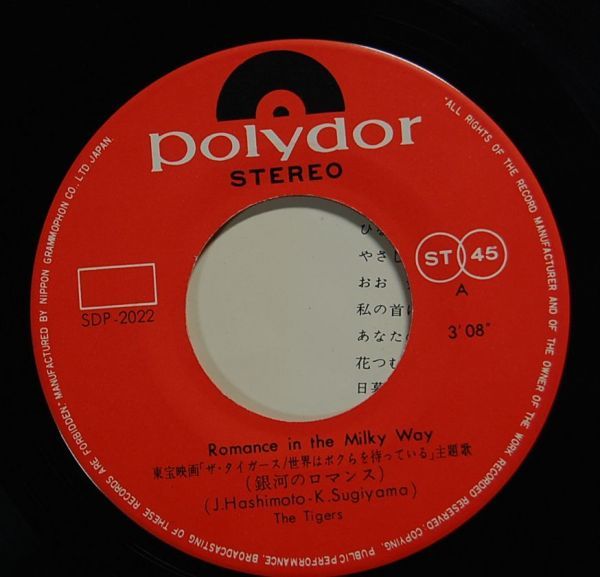 polydor
STEREO
ST 45
A
SDP-2022
3'08"
ひな
やさし
おお
私の首に
あなたの
花つむ
日暮
Romance in the Milky Way
東宝映画「ザ・タイガース/世界はボクらを待っている」主題歌
(銀河のロマンス)
(J.Hashimoto-K.Sugiyama)
The Tigers
"ALL RIGHTS OF THE RECORD MANUFACTURER AND OF THE OWNER OF THE WORK RECORDED RESERVED. COPYING, PUBLIC PERFORMANCE, BROADCASTING OF THESE RECORDS ARE FORBIDDEN." MANUFACTURED BY NIPPON GRAMMOPHON CO., LTD. JAPAN.